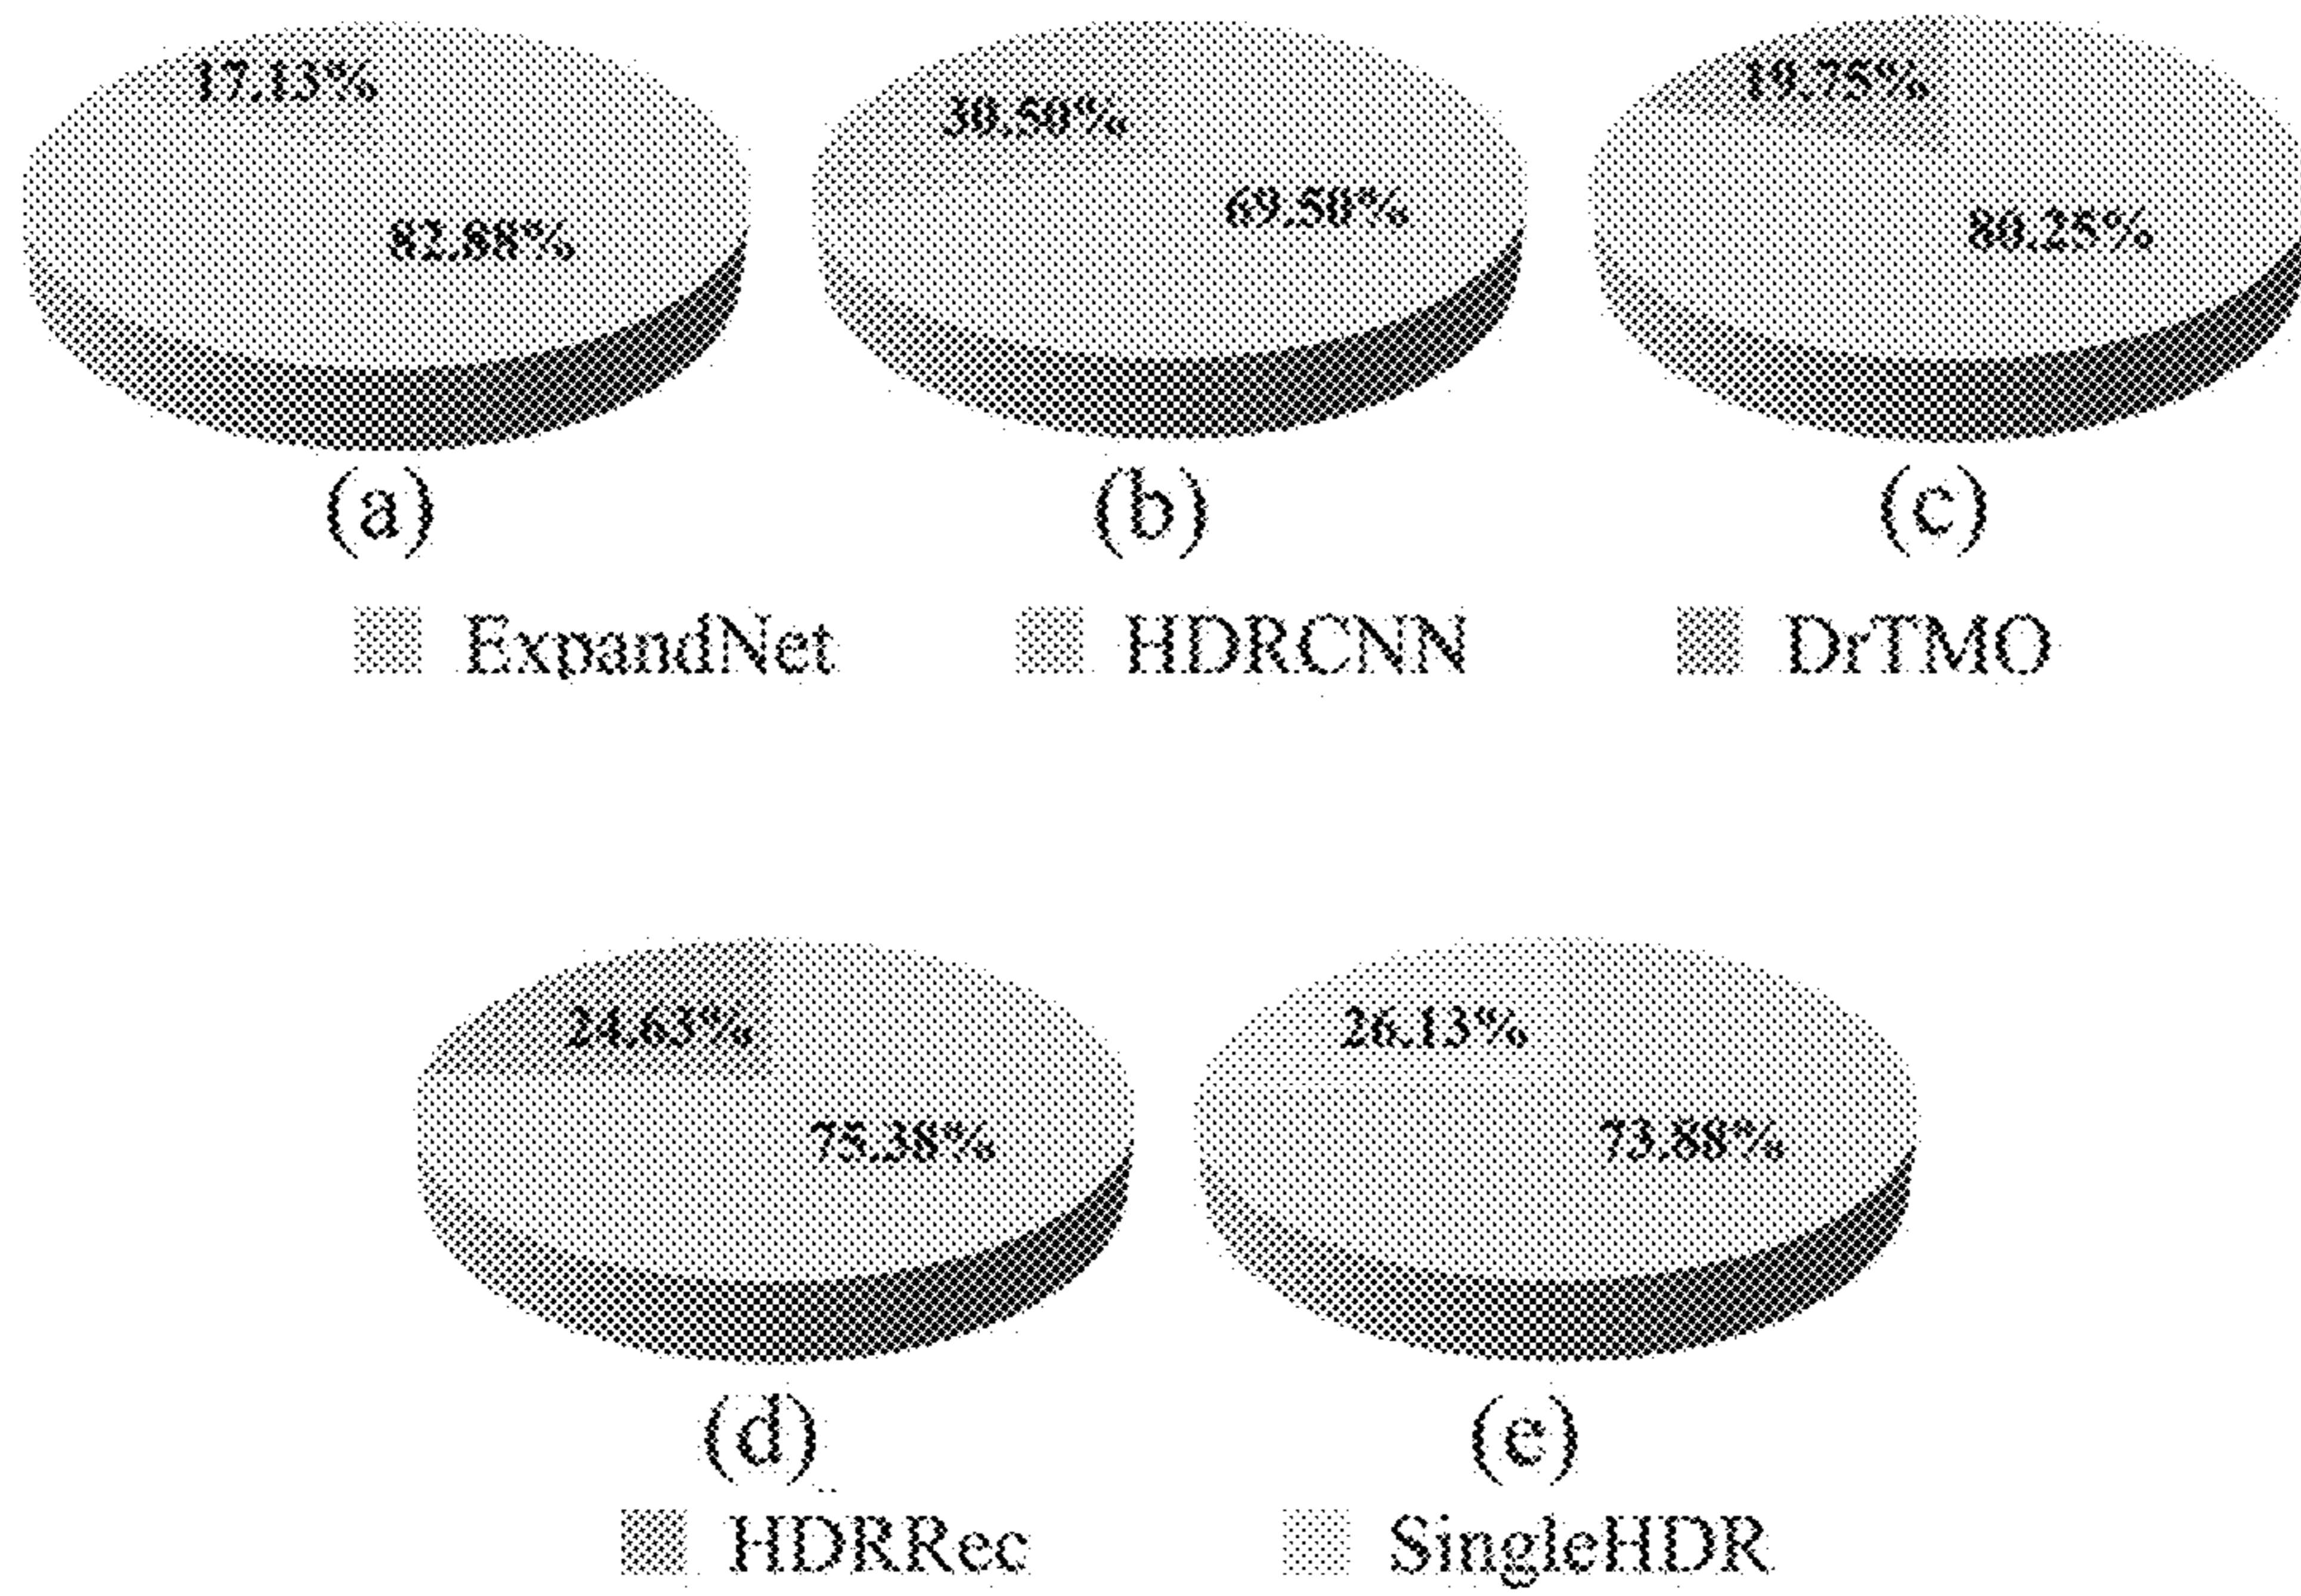 17.13%
82.88%
30.50%
69.50%
19.75%
80.25%
(a)
(b)
(c)
ExpandNet
HDRCNN
DrTMO
24.63%
75.38%
26.13%
73.88%
(d)
(e)
HDRRec
SingleHDR